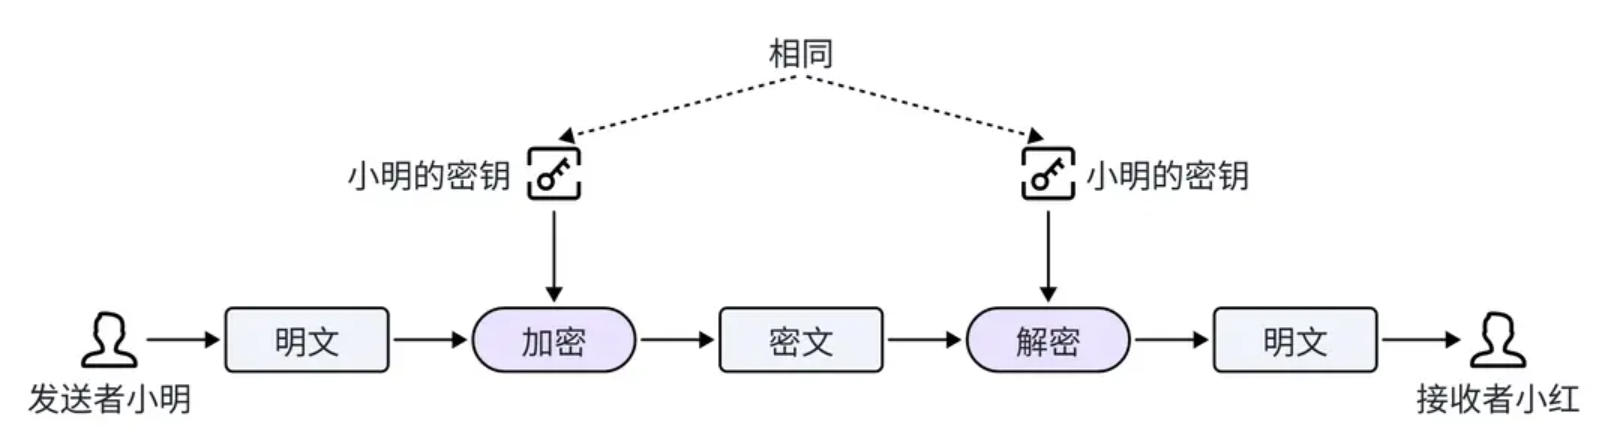 相同
小明的密钥
小明的密钥
明文
加密
密文
解密
明文
发送者小明
接收者小红